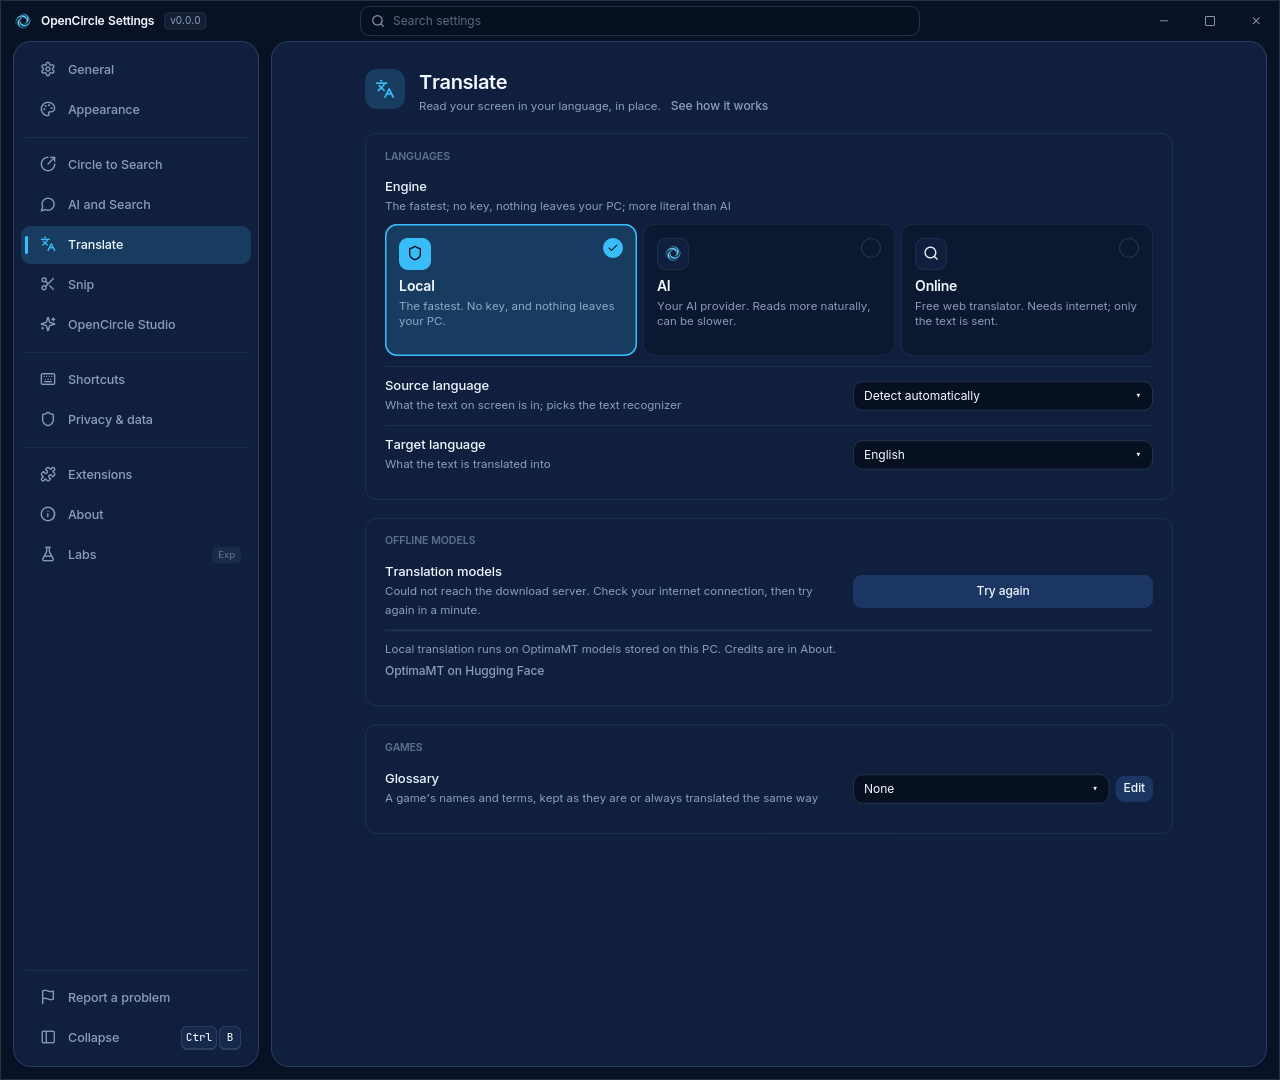 OpenCircle Settings v0.0.0
Search settings
General
Appearance
Circle to Search
AI and Search
Translate
Snip
OpenCircle Studio
Shortcuts
Privacy & data
Extensions
About
Labs Exp
Report a problem
Collapse Ctrl B
Translate
Read your screen in your language, in place. See how it works
LANGUAGES
Engine
The fastest; no key, nothing leaves your PC; more literal than AI
Local
The fastest. No key, and nothing leaves
your PC.
AI
Your AI provider. Reads more naturally,
can be slower.
Online
Free web translator. Needs internet; only
the text is sent.
Source language
What the text on screen is in; picks the text recognizer
Detect automatically
Target language
What the text is translated into
English
OFFLINE MODELS
Translation models
Could not reach the download server. Check your internet connection, then try
again in a minute.
Try again
Local translation runs on OptimaMT models stored on this PC. Credits are in About.
OptimaMT on Hugging Face
GAMES
Glossary
A game's names and terms, kept as they are or always translated the same way
None
Edit